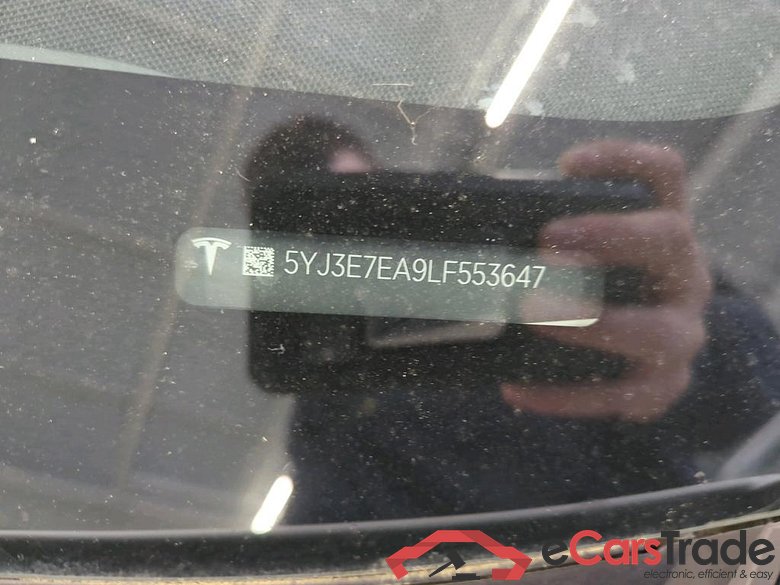 5YJ3E7EA9LF553647
eCarsTrade
electronic, efficient & easy